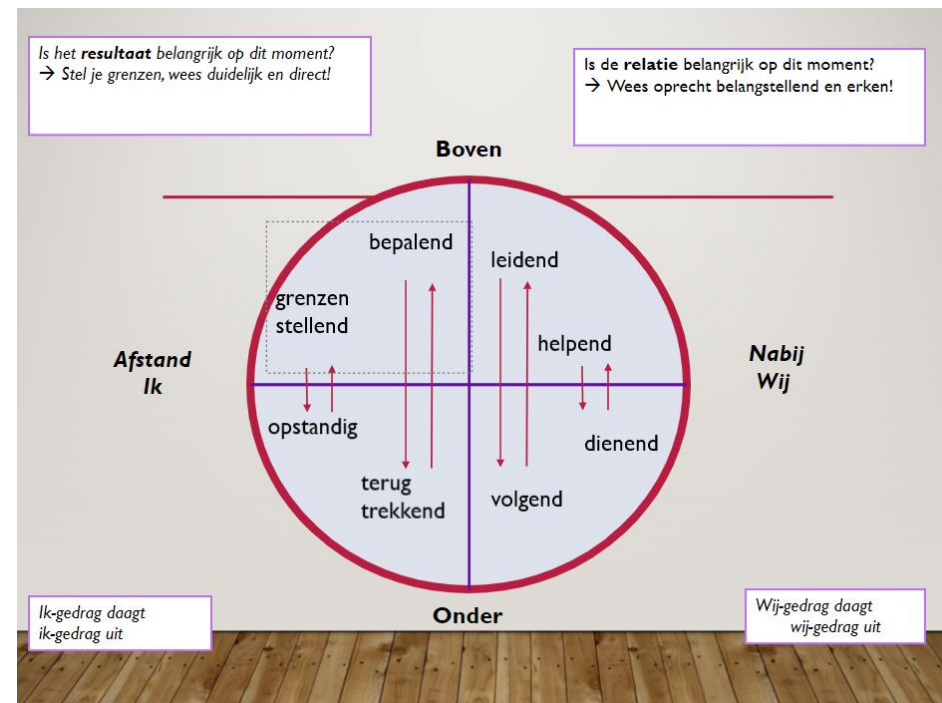 Is het resultaat belangrijk op dit moment?
→ Stel je grenzen, wees duidelijk en direct!
Is de relatie belangrijk op dit moment?
→ Wees oprecht belangstellend en erken!
Boven
bepalend
leidend
grenzen
stellend
helpend
Afstand
Ik
Nabij
Wij
opstandig
dienend
terug
trekkend
volgend
Onder
Ik-gedrag daagt
ik-gedrag uit
Wij-gedrag daagt
wij-gedrag uit